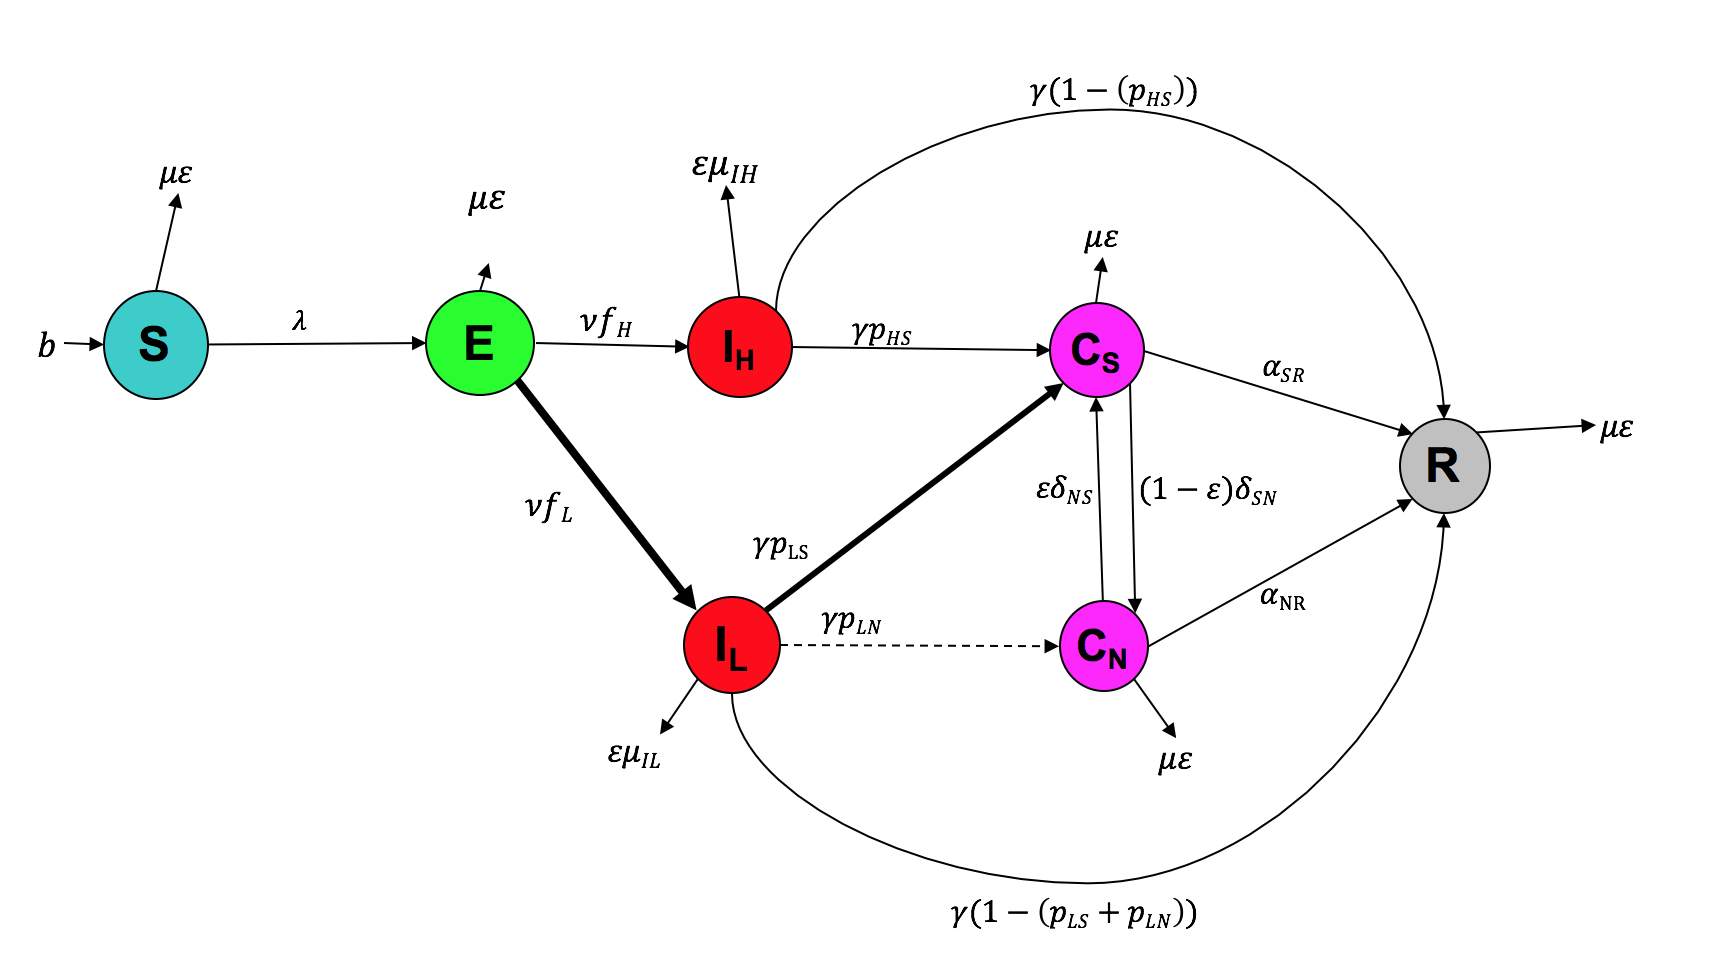 γ(1 − (p_HS))
με
εμ_IH
με
με
b
S
λ
E
νf_H
I_H
γp_HS
C_S
α_SR
με
R
εδ_NS
(1 − ε)δ_SN
νf_L
γp_LS
α_NR
γp_LN
I_L
C_N
εμ_IL
με
γ(1 − (p_LS + p_LN))